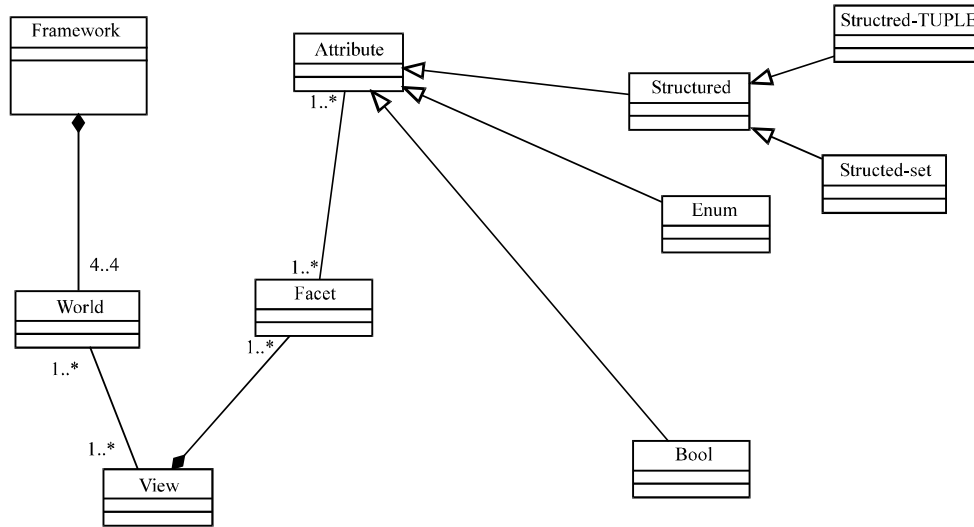 Framework
Attribute
Structred-TUPLE
Structured
1..*
Structed-set
Enum
4..4
1..*
World
Facet
1..*
1..*
1..*
Bool
View